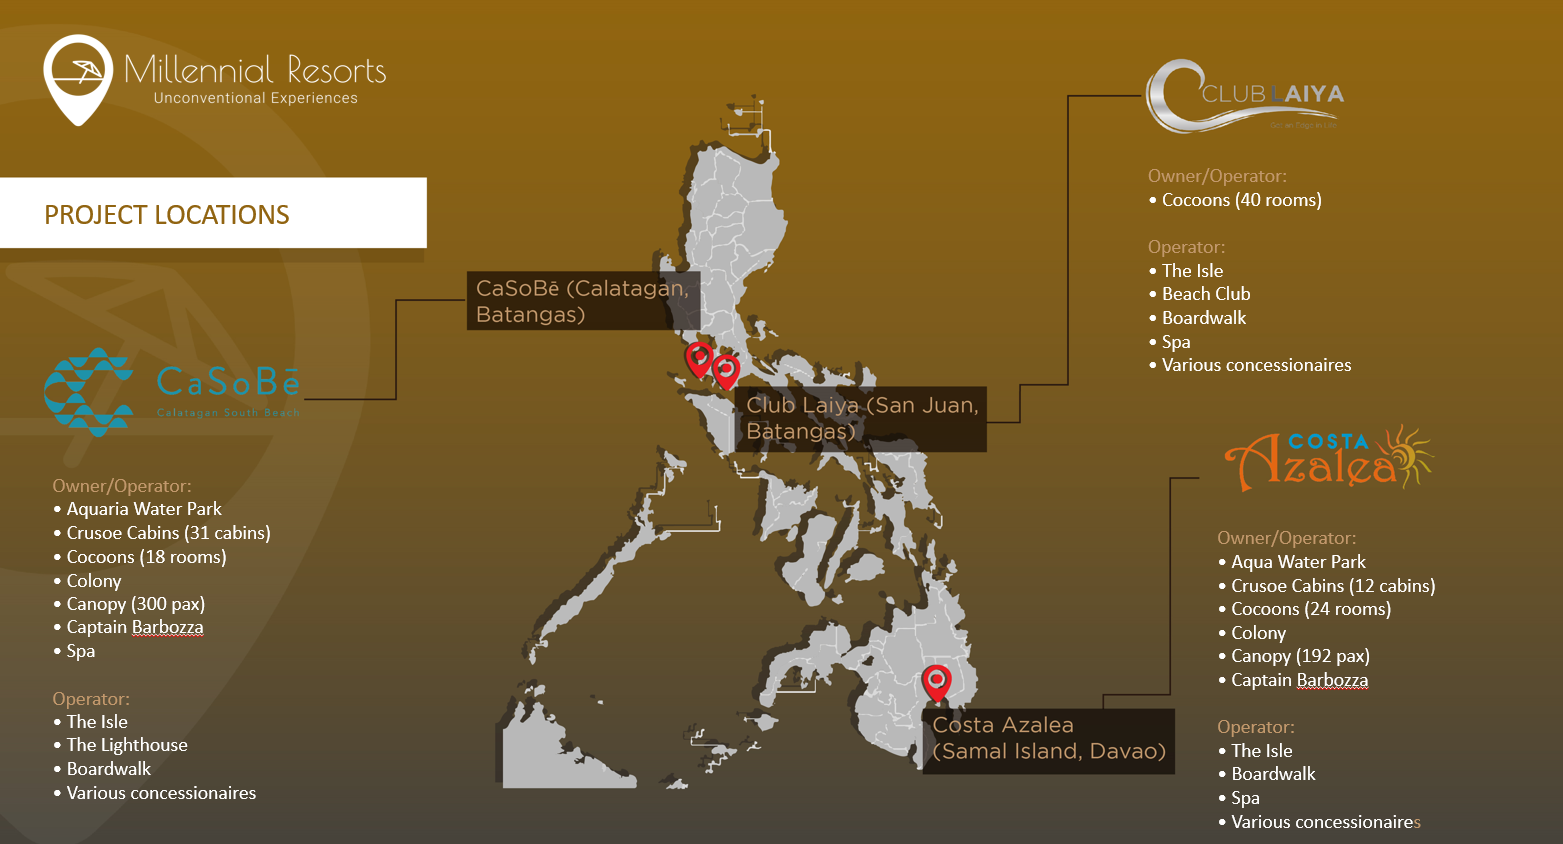 Millennial Resorts
Unconventional Experiences
PROJECT LOCATIONS
CaSoBē (Calatagan,
Batangas)
CaSoBē
Calatagan South Beach
Owner/Operator:
• Aquaria Water Park
• Crusoe Cabins (31 cabins)
• Cocoons (18 rooms)
• Colony
• Canopy (300 pax)
• Captain Barbozza
• Spa
Operator:
• The Isle
• The Lighthouse
• Boardwalk
• Various concessionaires
CLUB LAIYA
Owner/Operator:
• Cocoons (40 rooms)
Operator:
• The Isle
• Beach Club
• Boardwalk
• Spa
• Various concessionaires
Club Laiya (San Juan,
Batangas)
COSTA
Azalea
Owner/Operator:
• Aqua Water Park
• Crusoe Cabins (12 cabins)
• Cocoons (24 rooms)
• Colony
• Canopy (192 pax)
• Captain Barbozza
Operator:
• The Isle
• Boardwalk
• Spa
• Various concessionaires
Costa Azalea
(Samal Island, Davao)